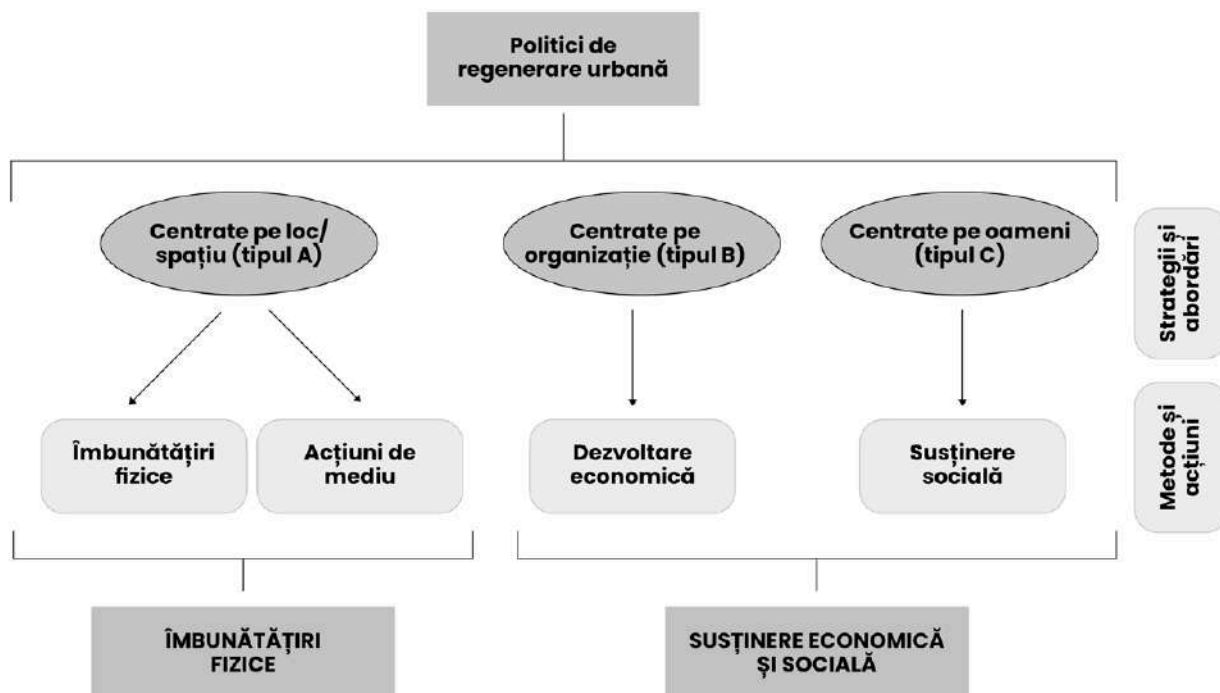 Politici de
regenerare urbană
Centrate pe loc/
spațiu (tipul A)
Centrate pe
organizație (tipul B)
Centrate pe oameni
(tipul C)
Strategii și
abordări
Îmbunătățiri
fizice
Acțiuni de
mediu
Dezvoltare
economică
Susținere
socială
Metode și
acțiuni
ÎMBUNĂTĂȚIRI
FIZICE
SUSȚINERE ECONOMICĂ
ȘI SOCIALĂ